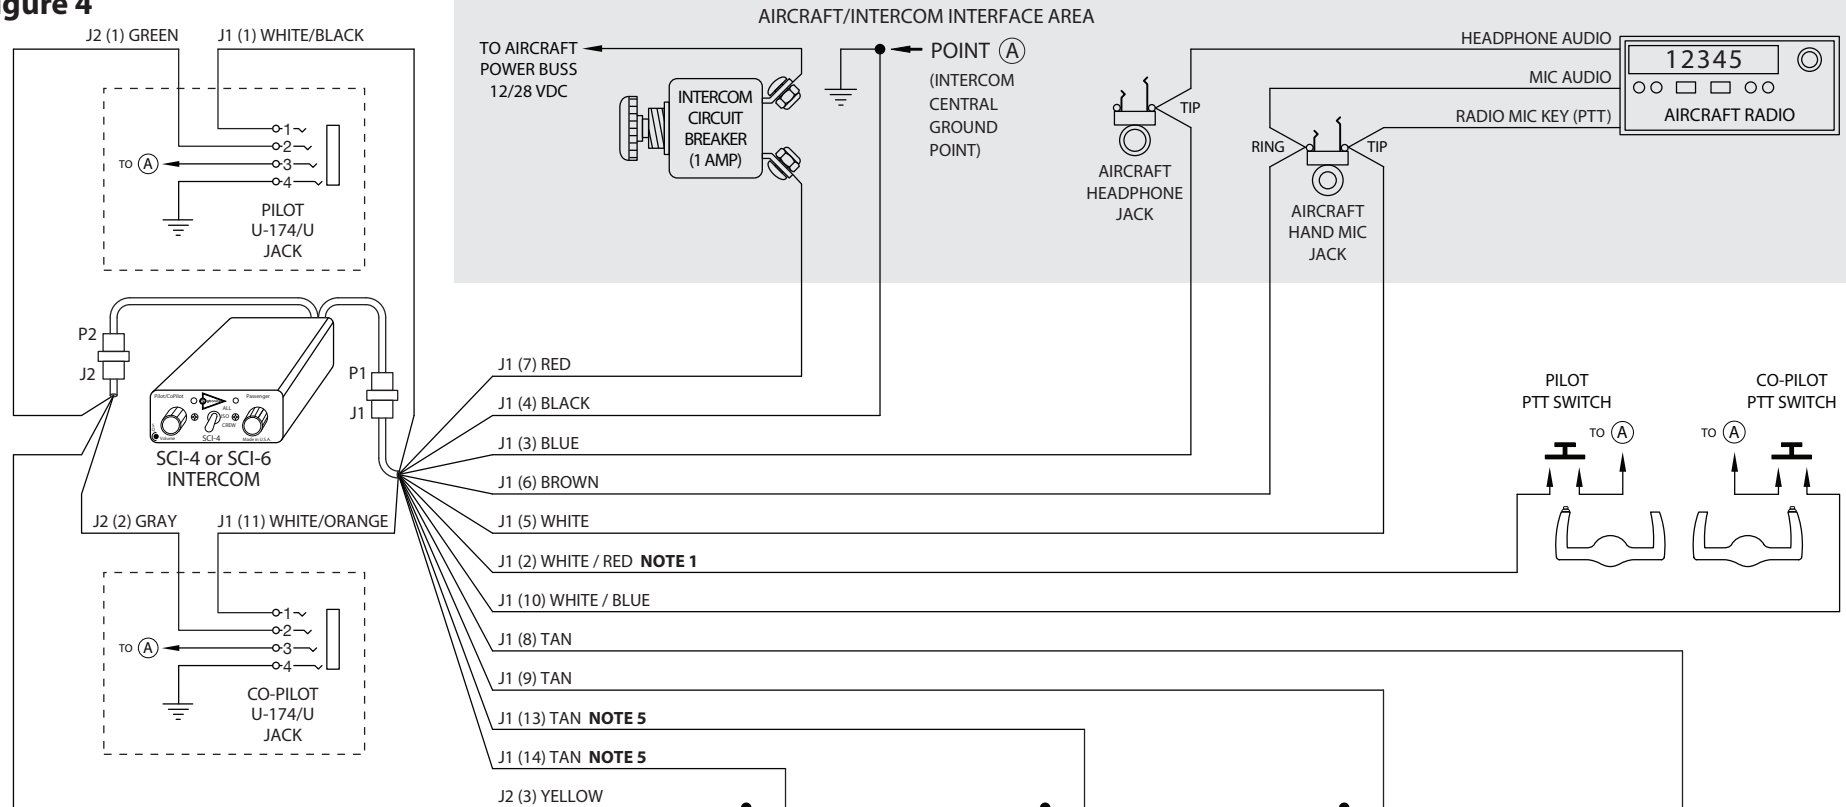 igure 4
AIRCRAFT/INTERCOM INTERFACE AREA
J2 (1) GREEN
J1 (1) WHITE/BLACK
TO AIRCRAFT
POWER BUSS
12/28 VDC
INTERCOM
CIRCUIT
BREAKER
(1 AMP)
POINT A
(INTERCOM
CENTRAL
GROUND
POINT)
TIP
AIRCRAFT
HEADPHONE
JACK
HEADPHONE AUDIO
MIC AUDIO
RADIO MIC KEY (PTT)
12345
AIRCRAFT RADIO
RING
TIP
AIRCRAFT
HAND MIC
JACK
1
2
TO A
3
4
PILOT
U-174/U
JACK
P2
J2
P1
J1
Pilot/CoPilot
Passenger
ALL
ISO
CREW
Volume
SCI-4
Made in U.S.A.
SCI-4 or SCI-6
INTERCOM
J2 (2) GRAY
J1 (11) WHITE/ORANGE
1
2
TO A
3
4
CO-PILOT
U-174/U
JACK
J1 (7) RED
J1 (4) BLACK
J1 (3) BLUE
J1 (6) BROWN
J1 (5) WHITE
J1 (2) WHITE / RED NOTE 1
J1 (10) WHITE / BLUE
J1 (8) TAN
J1 (9) TAN
J1 (13) TAN NOTE 5
J1 (14) TAN NOTE 5
J2 (3) YELLOW
PILOT
PTT SWITCH
TO A
CO-PILOT
PTT SWITCH
TO A